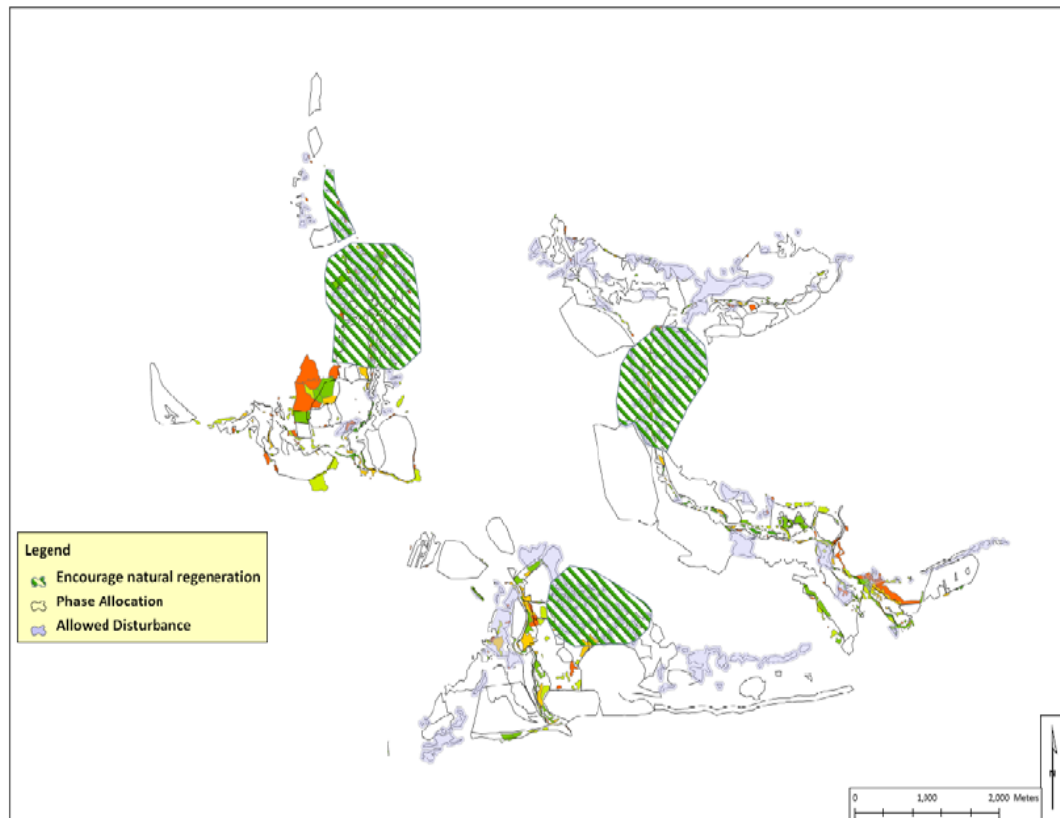 Legend
Encourage natural regeneration
Phase Allocation
Allowed Disturbance
N
0 1,000 2,000 Metes